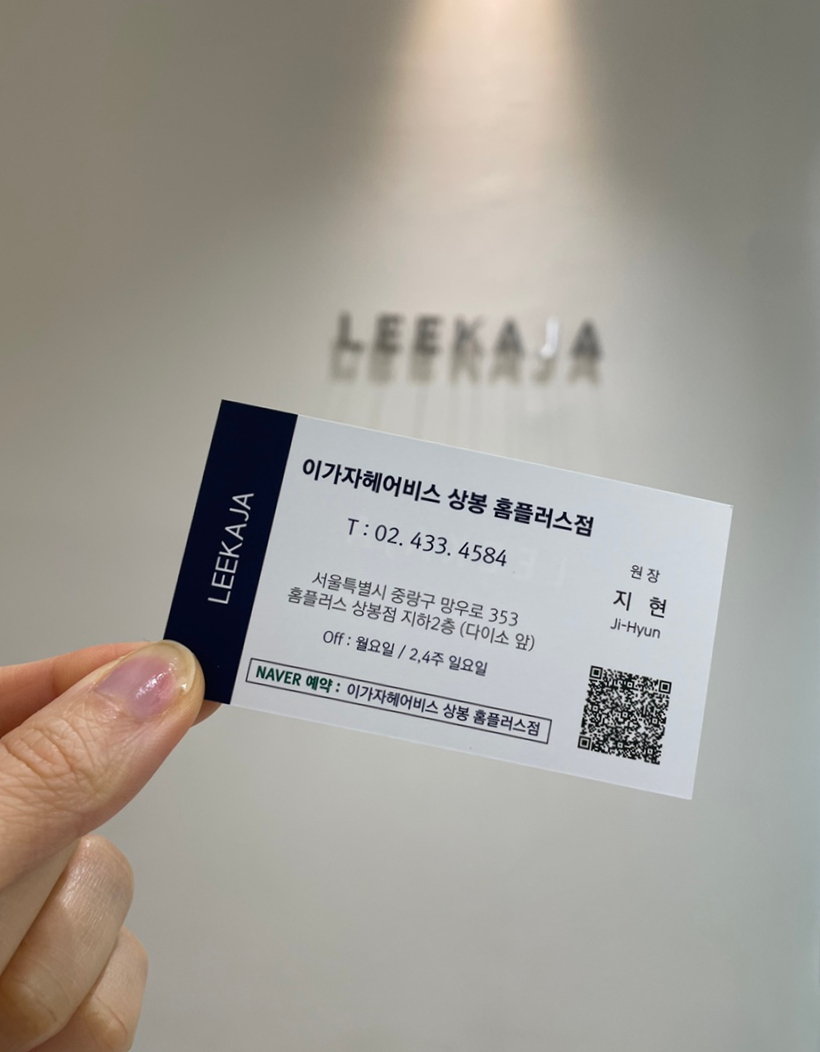 LEEKAJA
LEEKAJA
이가자헤어비스 상봉 홈플러스점
T : 02. 433. 4584
서울특별시 중랑구 망우로 353
홈플러스 상봉점 지하2층 (다이소 앞)
Off : 월요일 / 2,4주 일요일
NAVER 예약 : 이가자헤어비스 상봉 홈플러스점
원장
지 현
Ji-Hyun